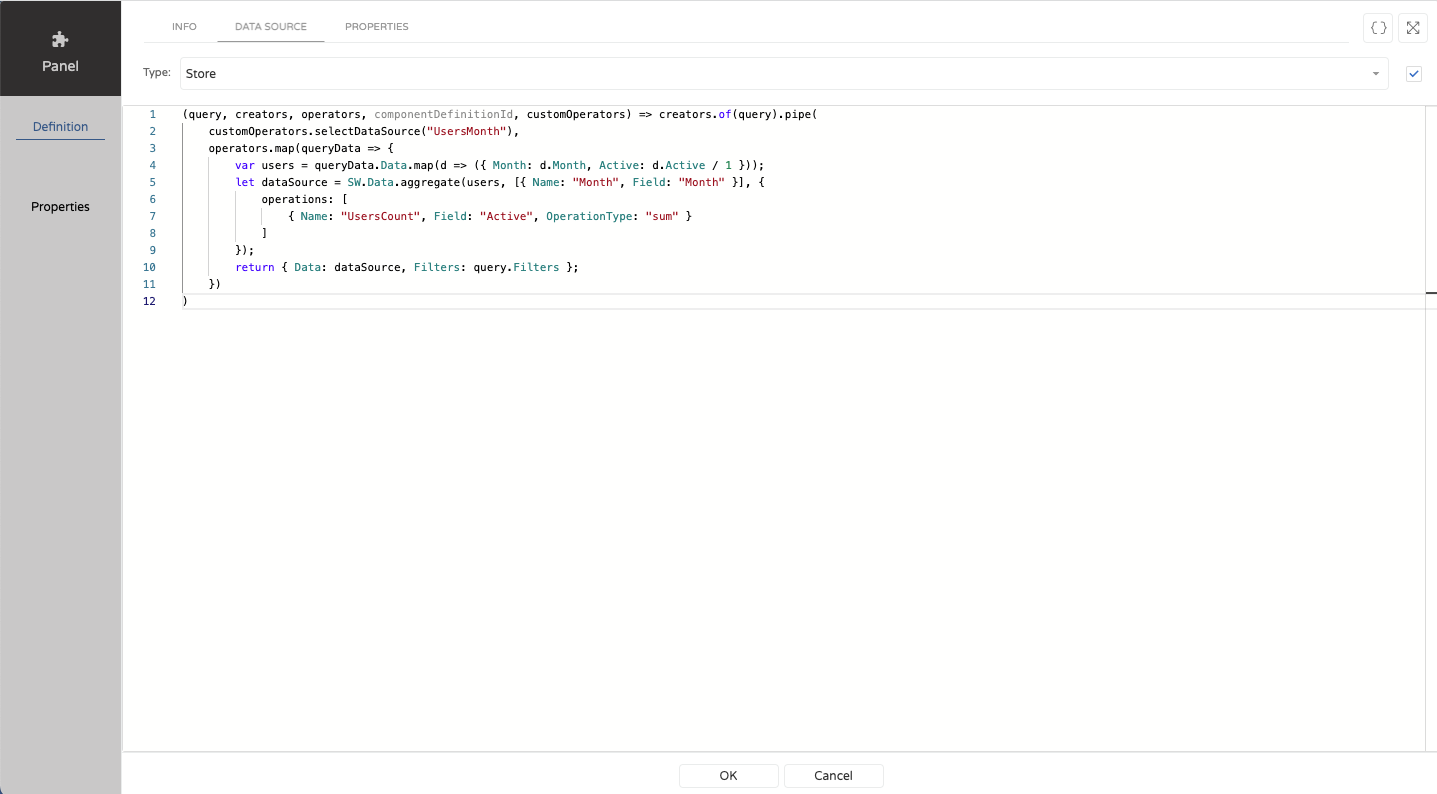 Panel
Definition
Properties
INFO DATA SOURCE PROPERTIES
{ }
Type: Store
1 (query, creators, operators, componentDefinitionId, customOperators) => creators.of(query).pipe(
2 customOperators.selectDataSource("UsersMonth"),
3 operators.map(queryData => {
4 var users = queryData.Data.map(d => ({ Month: d.Month, Active: d.Active / 1 }));
5 let dataSource = SW.Data.aggregate(users, [{ Name: "Month", Field: "Month" }], {
6 operations: [
7 { Name: "UsersCount", Field: "Active", OperationType: "sum" }
8 ]
9 });
10 return { Data: dataSource, Filters: query.Filters };
11 })
12 )
OK Cancel